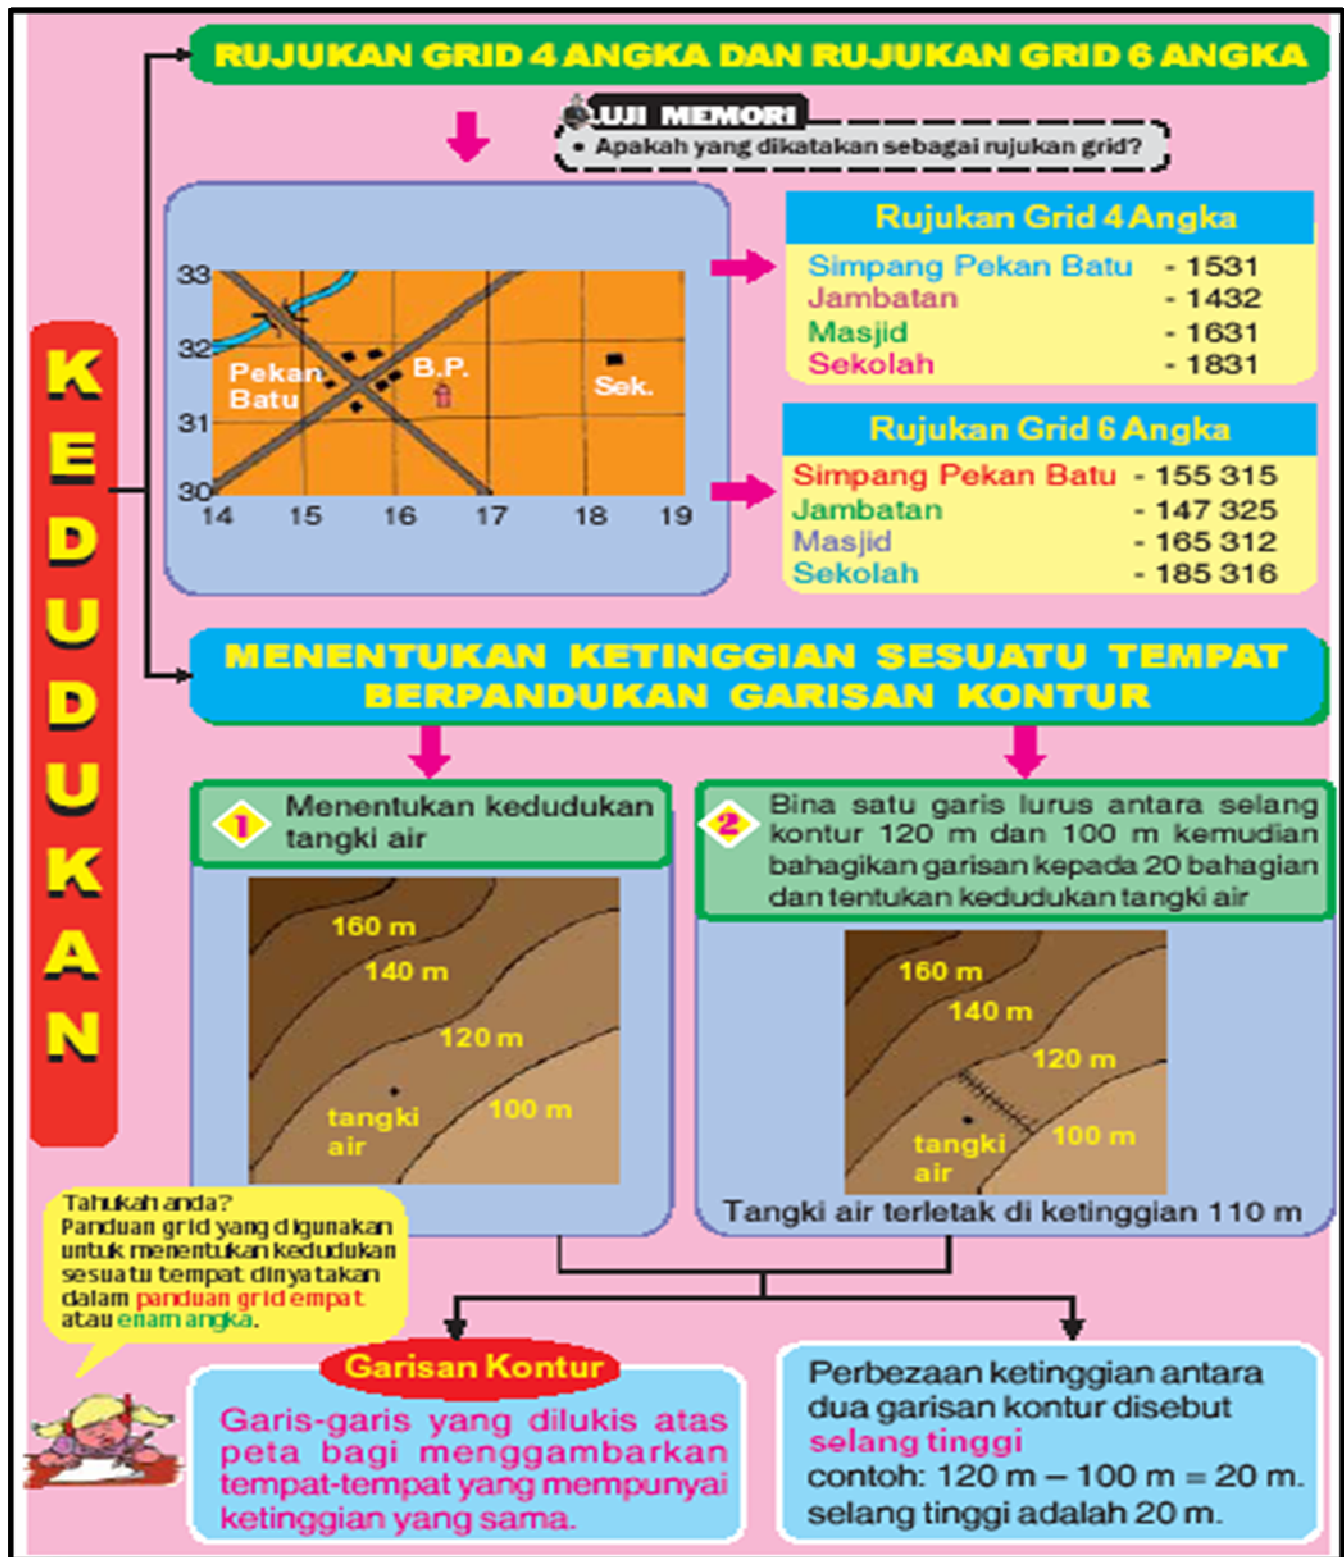 KEDUDUKAN
RUJUKAN GRID 4 ANGKA DAN RUJUKAN GRID 6 ANGKA
UJI MEMORI
• Apakah yang dikatakan sebagai rujukan grid?
33
32
31
30
14 15 16 17 18 19
Pekan
Batu
B.P.
Sek.
Rujukan Grid 4 Angka
Simpang Pekan Batu - 1531
Jambatan - 1432
Masjid - 1631
Sekolah - 1831
Rujukan Grid 6 Angka
Simpang Pekan Batu - 155 315
Jambatan - 147 325
Masjid - 165 312
Sekolah - 185 316
MENENTUKAN KETINGGIAN SESUATU TEMPAT
BERPANDUKAN GARISAN KONTUR
1 Menentukan kedudukan
tangki air
160 m
140 m
120 m
100 m
tangki
air
2 Bina satu garis lurus antara selang
kontur 120 m dan 100 m kemudian
bahagikan garisan kepada 20 bahagian
dan tentukan kedudukan tangki air
160 m
140 m
120 m
100 m
tangki
air
Tangki air terletak di ketinggian 110 m
Tahukah anda?
Panduan grid yang digunakan
untuk menentukan kedudukan
sesuatu tempat dinyatakan
dalam panduan grid empat
atau enam angka.
Garisan Kontur
Garis-garis yang dilukis atas
peta bagi menggambarkan
tempat-tempat yang mempunyai
ketinggian yang sama.
Perbezaan ketinggian antara
dua garisan kontur disebut
selang tinggi
contoh: 120 m – 100 m = 20 m.
selang tinggi adalah 20 m.